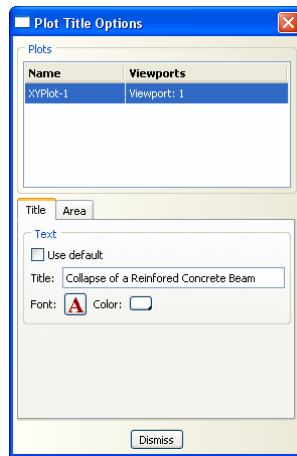 Plot Title Options
Plots
Name Viewports
XYPlot-1 Viewport: 1
Title Area
Text
Use default
Title: Collapse of a Reinfored Concrete Beam
Font: A Color:
Dismiss